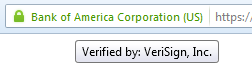 Bank of America Corporation (US) https:/
Verified by: VeriSign, Inc.